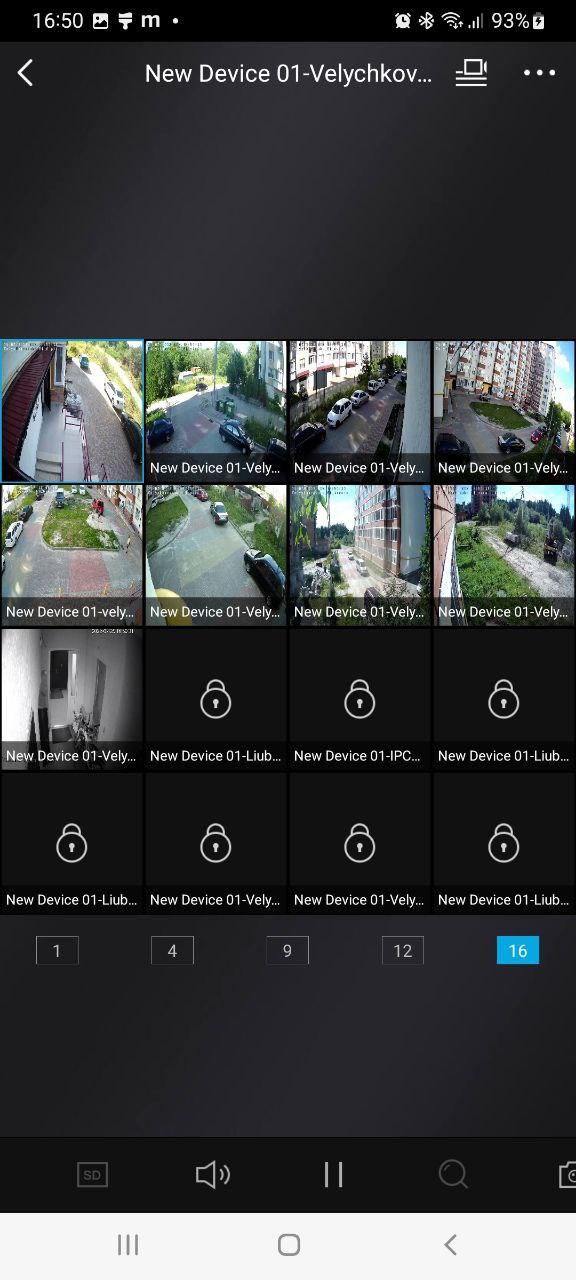 16:50 m 93%
New Device 01-Velychkov...
New Device 01-Vely... New Device 01-Vely... New Device 01-Vely...
New Device 01-vely... New Device 01-Vely... New Device 01-Vely... New Device 01-Vely...
New Device 01-Vely... New Device 01-Liub... New Device 01-IPC... New Device 01-Liub...
New Device 01-Liub... New Device 01-Vely... New Device 01-Vely... New Device 01-Liub...
1 4 9 12 16
SD